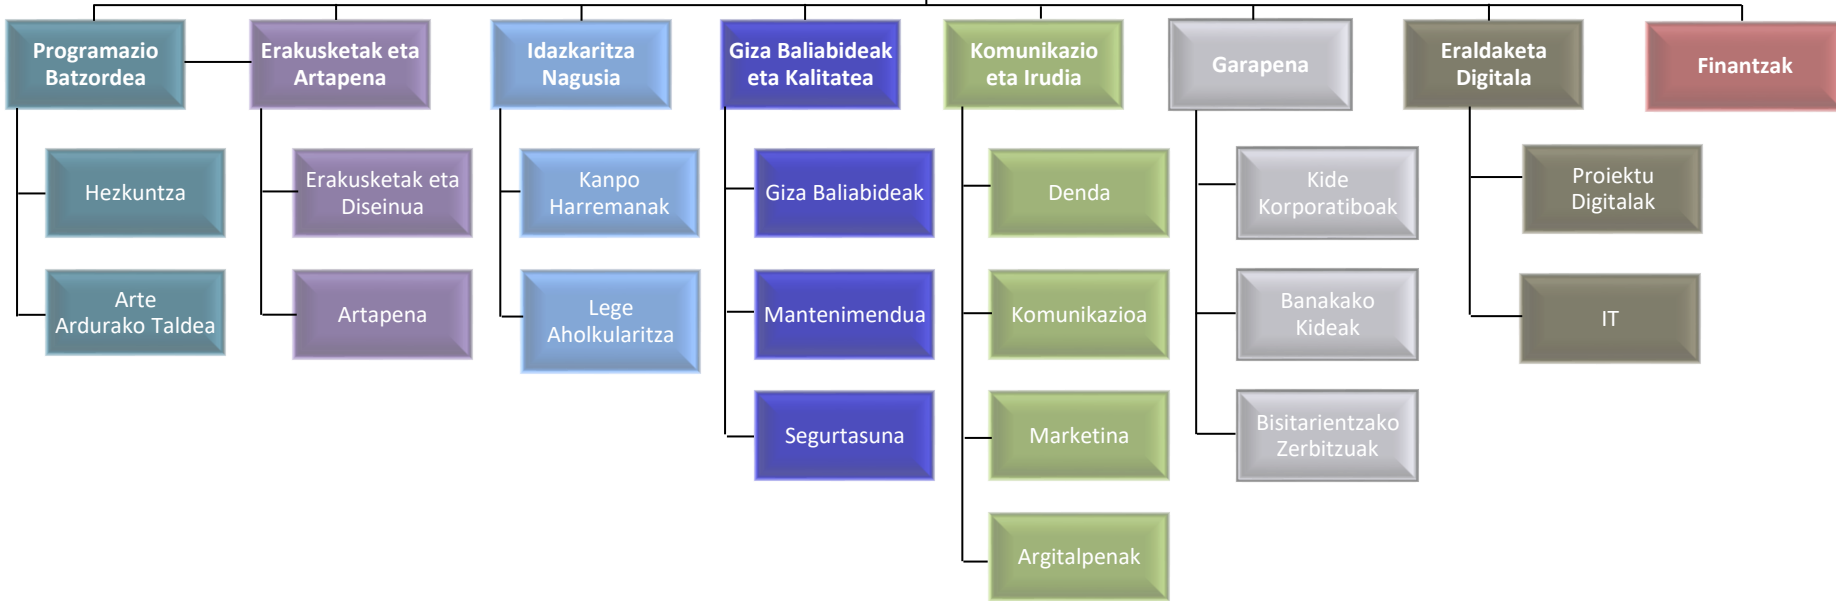 Programazio
Batzordea
Erakusketak eta
Artapena
Idazkaritza
Nagusia
Giza Baliabideak
eta Kalitatea
Komunikazio
eta Irudia
Garapena
Eraldaketa
Digitala
Finantzak
Hezkuntza
Arte
Ardurako Taldea
Erakusketak eta
Diseinua
Artapena
Kanpo
Harremanak
Lege
Aholkularitza
Giza Baliabideak
Mantenimendua
Segurtasuna
Denda
Komunikazioa
Marketina
Argitalpenak
Kide
Korporatiboak
Banakako
Kideak
Bisitarientzako
Zerbitzuak
Proiektu
Digitalak
IT